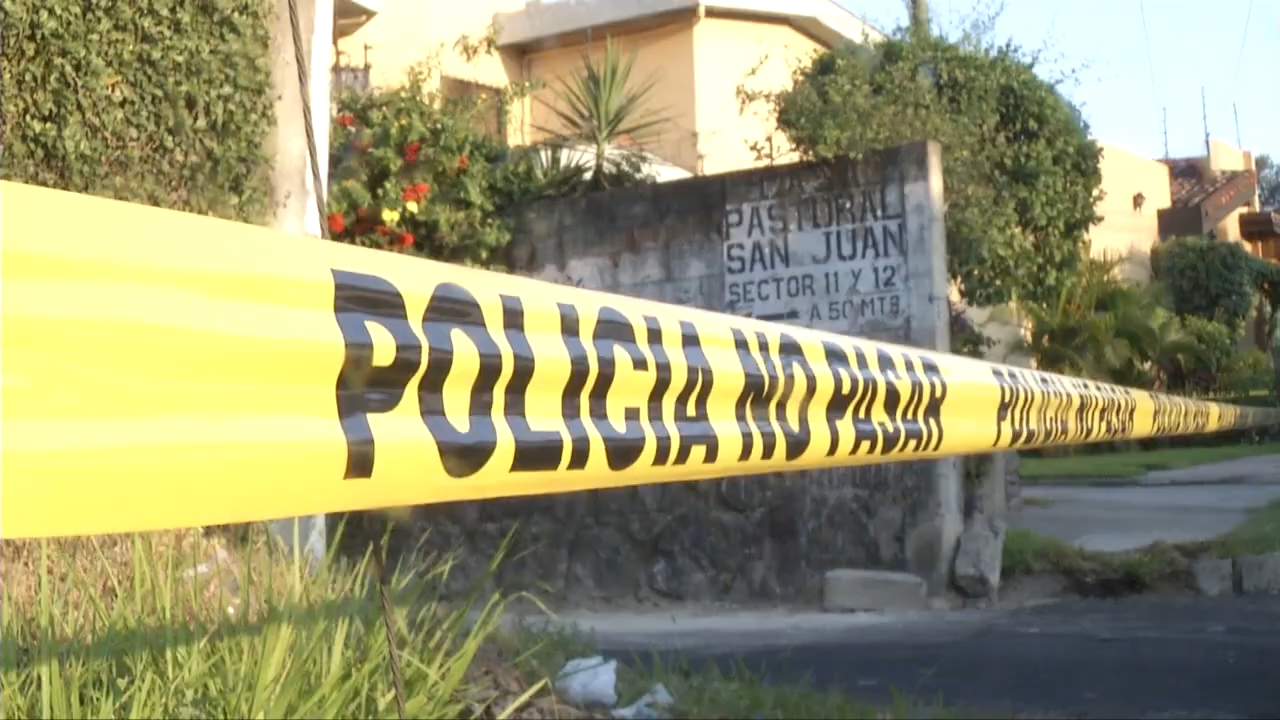 PASTORAL
SAN JUAN
SECTOR 11 Y 12
A 50 MTS.
POLICIA NO PASAR
POLICIA NO PASAR